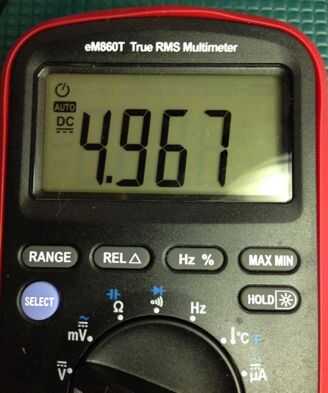 eM860T True RMS Multimeter
AUTO
DC
4.967
RANGE
REL △
Hz %
MAX MIN
SELECT
HOLD
Ω
Hz
mV
°C °F
V
µA